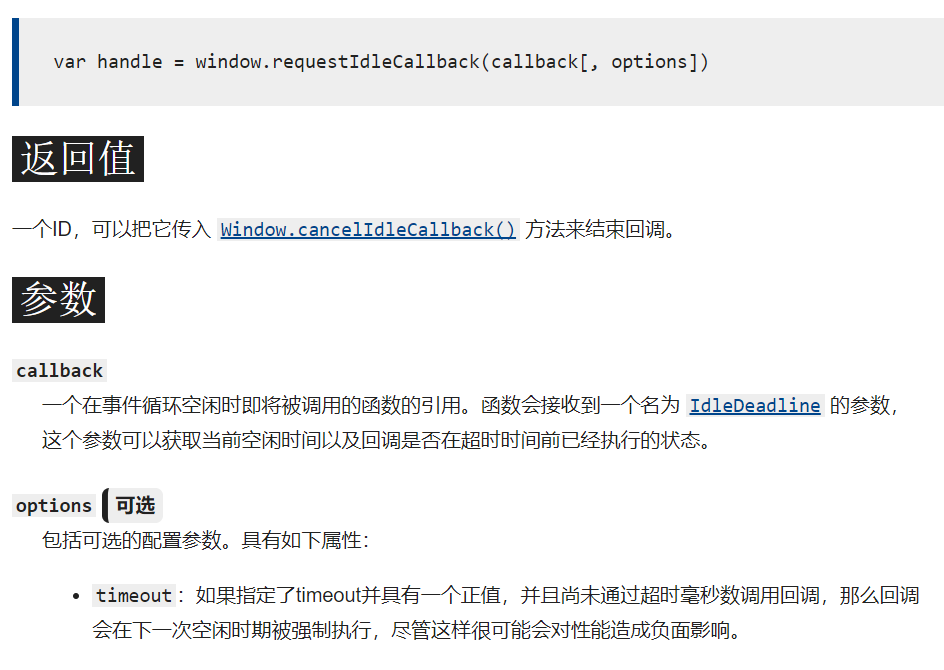 var handle = window.requestIdleCallback(callback[, options])
返回值
一个ID，可以把它传入 Window.cancelIdleCallback() 方法来结束回调。
参数
callback
一个在事件循环空闲时即将被调用的函数的引用。函数会接收到一个名为 IdleDeadline 的参数，
这个参数可以获取当前空闲时间以及回调是否在超时时间前已经执行的状态。
options 可选
包括可选的配置参数。具有如下属性：
• timeout：如果指定了timeout并具有一个正值，并且尚未通过超时毫秒数调用回调，那么回调
会在下一次空闲时期被强制执行，尽管这样很可能会对性能造成负面影响。